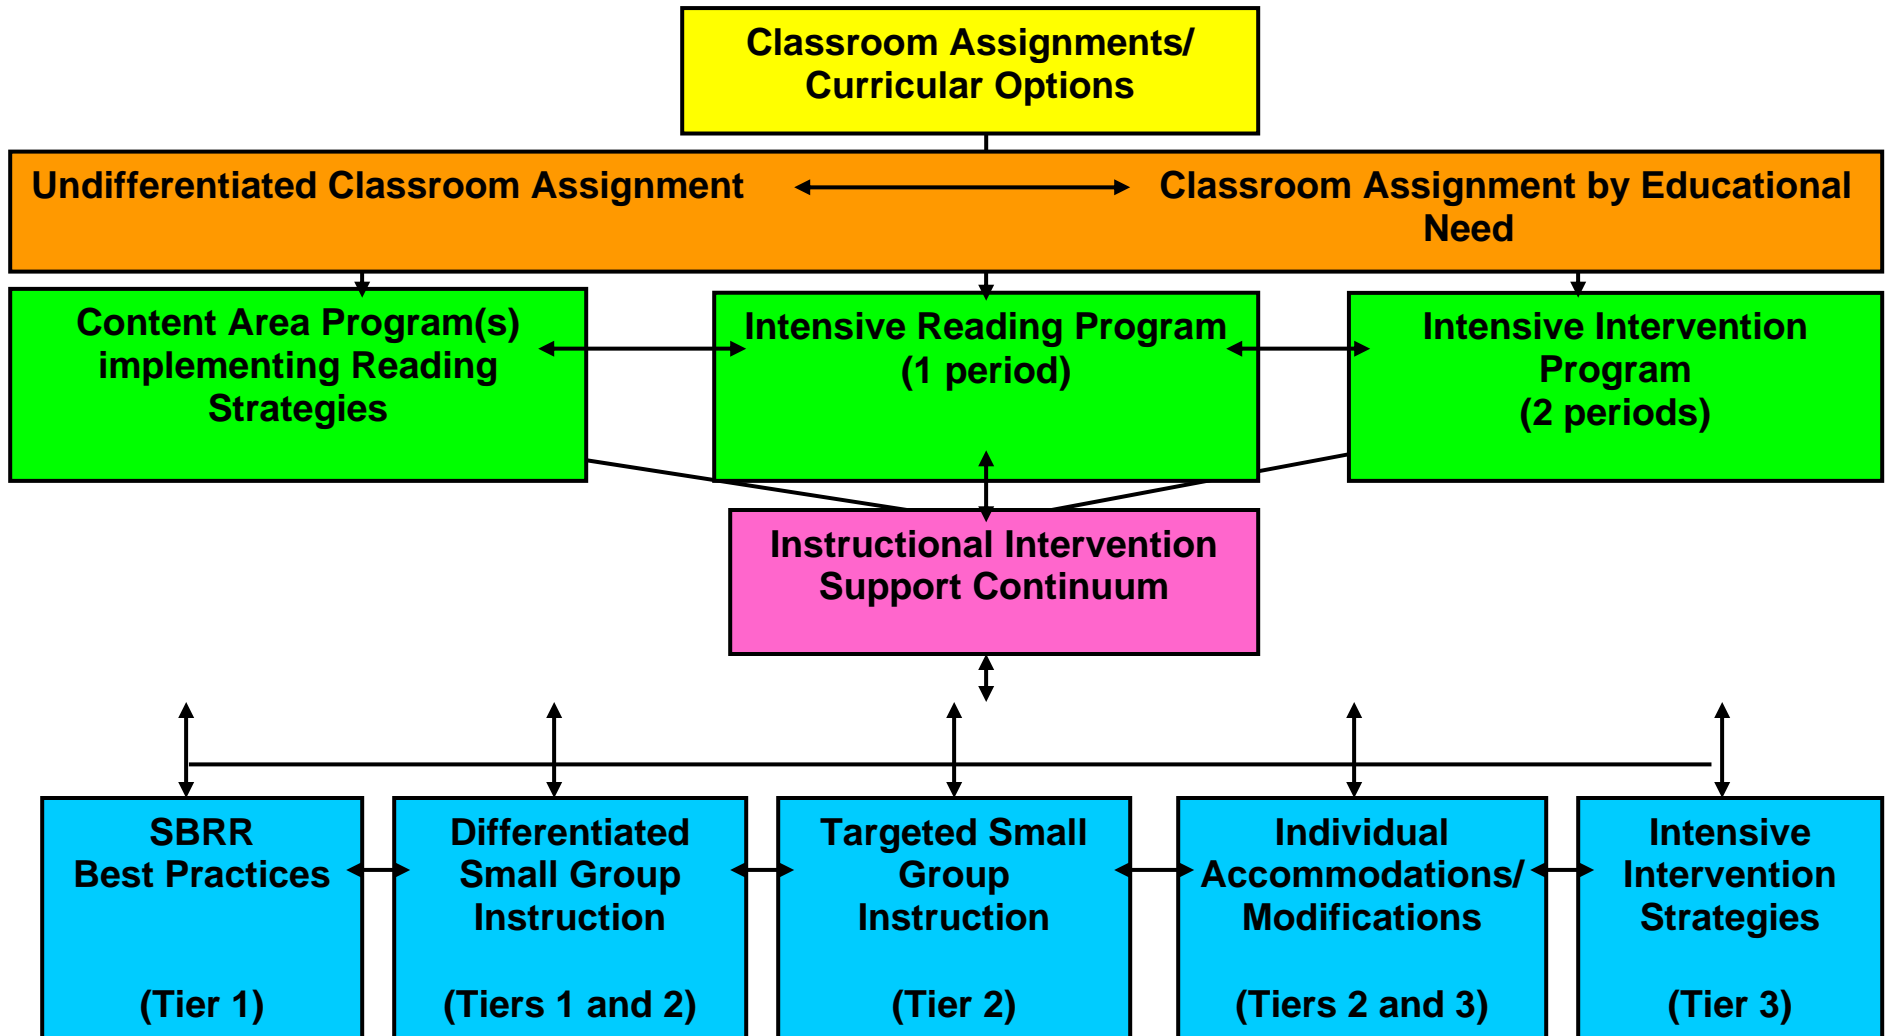 Classroom Assignments/
Curricular Options
Undifferentiated Classroom Assignment
Classroom Assignment by Educational
Need
Content Area Program(s)
implementing Reading
Strategies
Intensive Reading Program
(1 period)
Intensive Intervention
Program
(2 periods)
Instructional Intervention
Support Continuum
SBRR
Best Practices
(Tier 1)
Differentiated
Small Group
Instruction
(Tiers 1 and 2)
Targeted Small
Group
Instruction
(Tier 2)
Individual
Accommodations/
Modifications
(Tiers 2 and 3)
Intensive
Intervention
Strategies
(Tier 3)